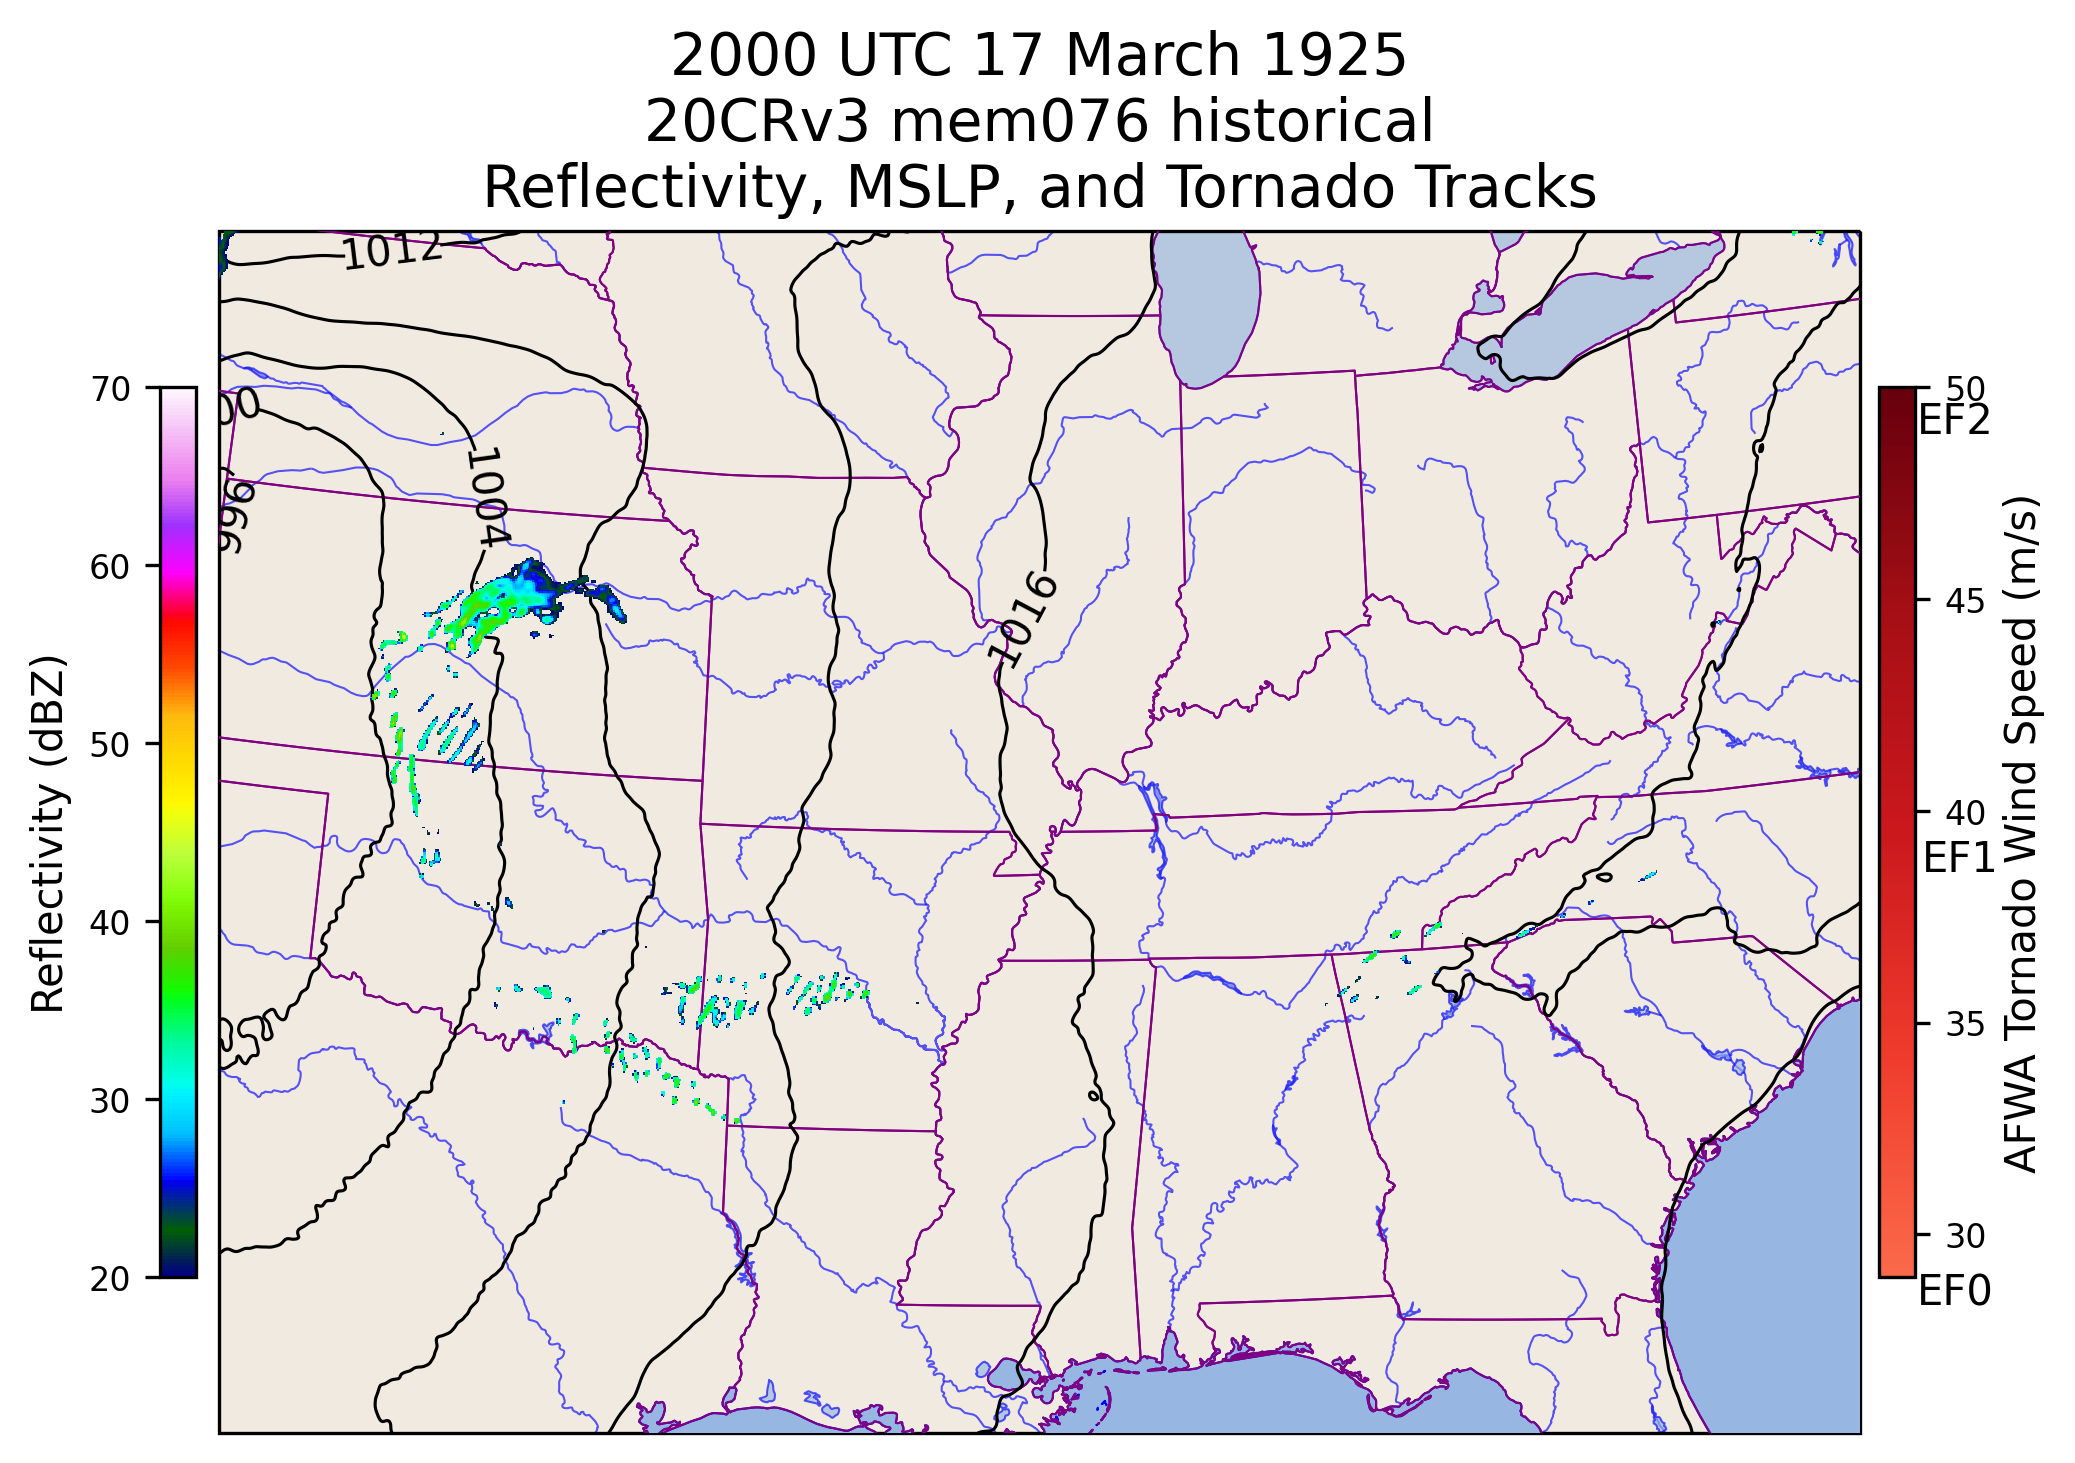 2000 UTC 17 March 1925
20CRv3 mem076 historical
Reflectivity, MSLP, and Tornado Tracks
1012
00
1004
996
1016
70
60
50
40
30
20
Reflectivity (dBZ)
50
EF2
45
40
EF1
35
30
EF0
AFWA Tornado Wind Speed (m/s)